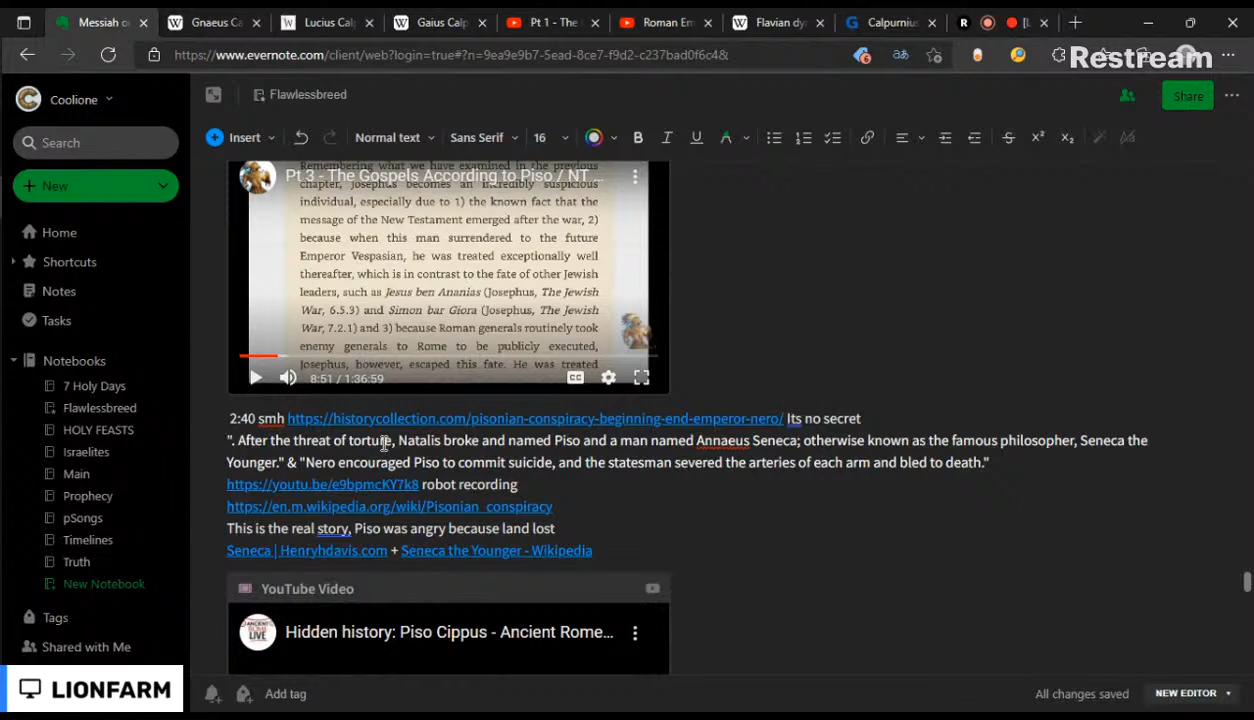 Messiah o
Gnaeus Ca
Lucius Cal
Gaius Calp
Pt 1 - The
Roman Em
Flavian dy
Calpurnius
[L
https://www.evernote.com/client/web?login=true#?n=9ea9e9b7-5ead-8ce7-f9d2-c237bad0f64c&
Restream
Coolione
Flawlessbreed
Share
Search
Insert
Normal text
Sans Serif
16
New
Home
Shortcuts
Notes
Tasks
Notebooks
7 Holy Days
Flawlessbreed
HOLY FEASTS
Israelites
Main
Prophecy
pSongs
Timelines
Truth
New Notebook
Tags
Shared with Me
LIONFARM
Remembering what we have examined in the previous
Pt 3 - The Gospels According to Piso / NT ...
chapter, Josephus becomes an incredibly suspicious
individual, especially due to 1) the known fact that the
message of the New Testament emerged after the war, 2)
because when this man surrendered to the future
Emperor Vespasian, he was treated exceptionally well
thereafter, which is in contrast to the fate of other Jewish
leaders, such as Jesus ben Ananias (Josephus, The Jewish
War, 6.5.3) and Simon bar Giora (Josephus, The Jewish
War, 7.2.1) and 3) because Roman generals routinely took
enemy generals to Rome to be publicly executed,
Josephus, however, escaped this fate. He was treated
8:51 / 1:36:59
CC
2:40 smh https://historycollection.com/pisonian-conspiracy-beginning-end-emperor-nero/ Its no secret
". After the threat of torture, Natalis broke and named Piso and a man named Annaeus Seneca; otherwise known as the famous philosopher, Seneca the
Younger." & "Nero encouraged Piso to commit suicide, and the statesman severed the arteries of each arm and bled to death."
https://youtu.be/e9bpmcKY7k8 robot recording
https://en.m.wikipedia.org/wiki/Pisonian_conspiracy
This is the real story, Piso was angry because land lost
Seneca | Henryhdavis.com + Seneca the Younger - Wikipedia
YouTube Video
Hidden history: Piso Cippus - Ancient Rome...
Add tag
All changes saved
NEW EDITOR